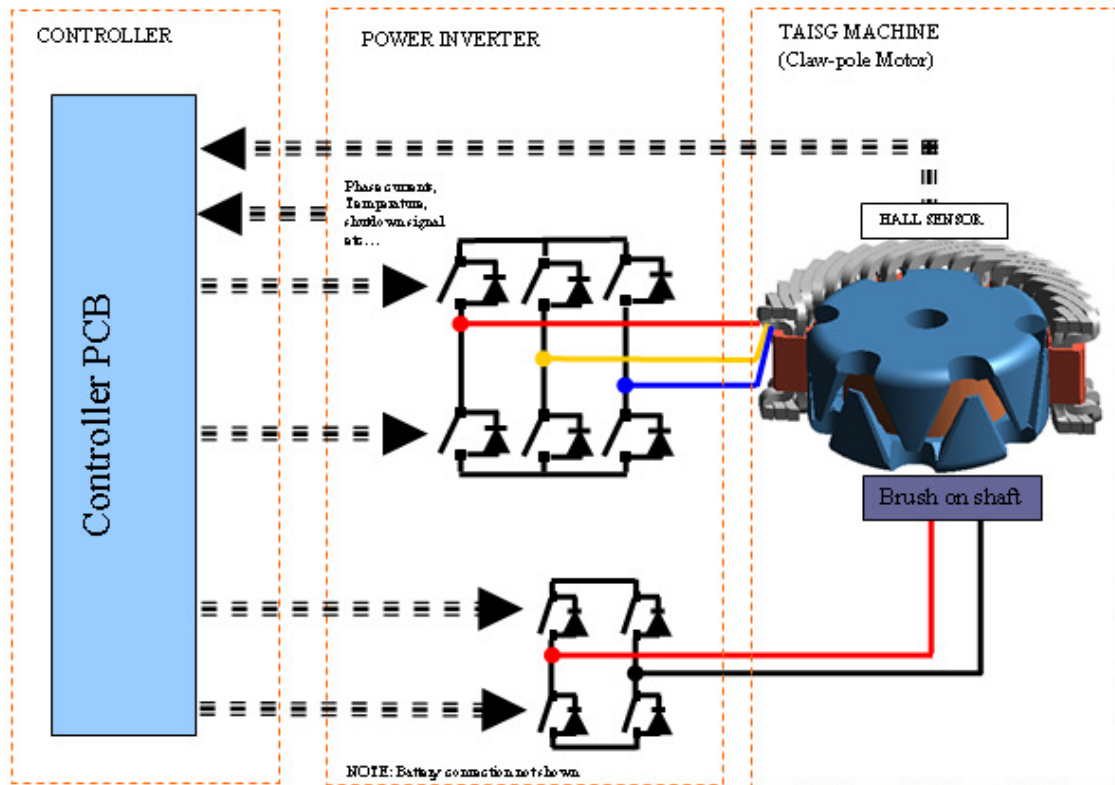 CONTROLLER
POWER INVERTER
TAISG MACHINE
(Claw-pole Motor)
Phase currents,
Temperature,
shutdown signal
etc...
HALL SENSOR
Controller PCB
Brush on shaft
NOTE: Battery connection not shown